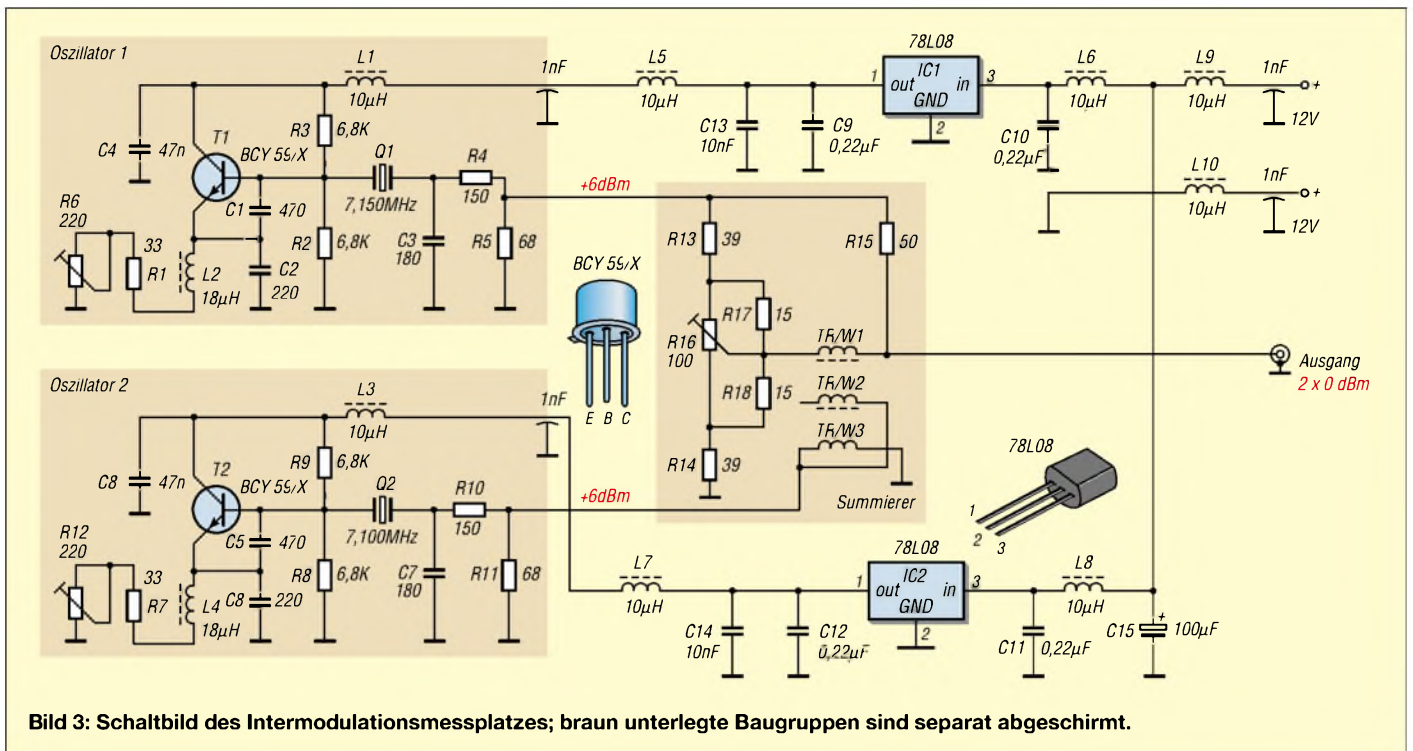 Oszillator 1
L1
10µH
1nF
L5
10µH
78L08
1
out
IC1
in
GND
3
2
L6
10µH
L9
10µH
1nF
+
12V
C4
47n
T1
BCY 59/X
R3
6,8K
Q1
7,150MHz
R4
150
C13
10nF
C9
0,22µF
C10
0,22µF
L10
10µH
1nF
+
12V
+6dBm
R6
220
33
R1
L2
18µH
C1
470
C2
220
R2
6,8K
C3
180
R5
68
BCY 59/X
E B C
R13
39
R15
50
R17
15
R16
100
TR/W1
R18
15
TR/W2
TR/W3
R14
39
Summierer
Ausgang
2 x 0 dBm
Oszillator 2
L3
10µH
1nF
C8
47n
T2
BCY 59/X
R9
6,8K
Q2
7,100MHz
R10
150
+6dBm
R12
220
33
R7
L4
18µH
C5
470
C8
220
R8
6,8K
C7
180
R11
68
78L08
1
2
3
L7
10µH
78L08
1
out
IC2
in
GND
3
2
L8
10µH
C14
10nF
C12
0,22µF
C11
0,22µF
C15
+
100µF
Bild 3: Schaltbild des Intermodulationsmessplatzes; braun unterlegte Baugruppen sind separat abgeschirmt.